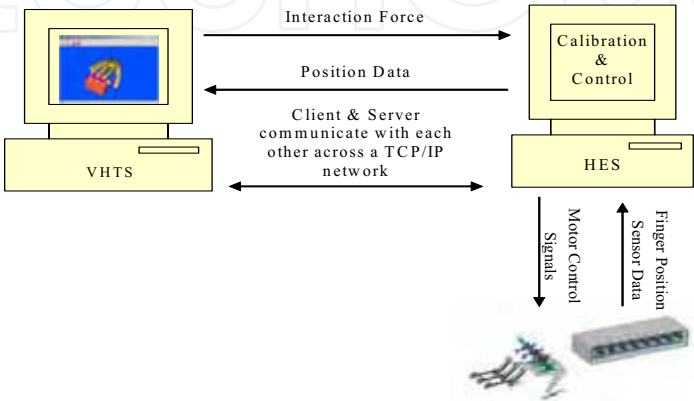 Interaction Force
Position Data
Client & Server
communicate with each
other across a TCP/IP
network
VHTS
Calibration
&
Control
HES
Motor Control
Signals
Finger Position
Sensor Data